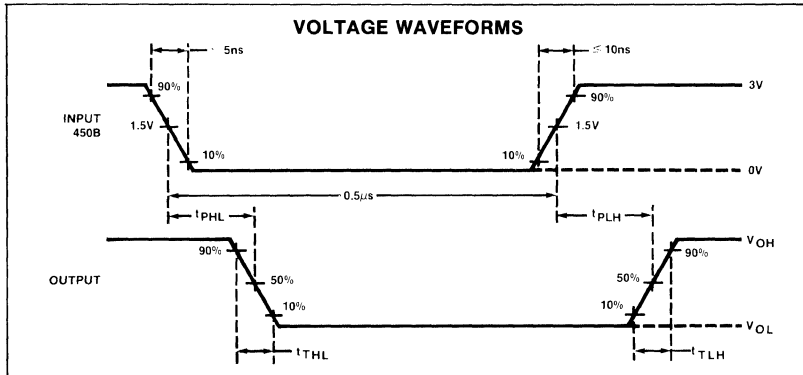 VOLTAGE WAVEFORMS
5ns
≤ 10ns
90%
3V
90%
INPUT
450B
1.5V
1.5V
10%
10%
0V
0.5μs
tPHL
tPLH
VOH
90%
90%
OUTPUT
50%
50%
10%
10%
VOL
tTHL
tTLH